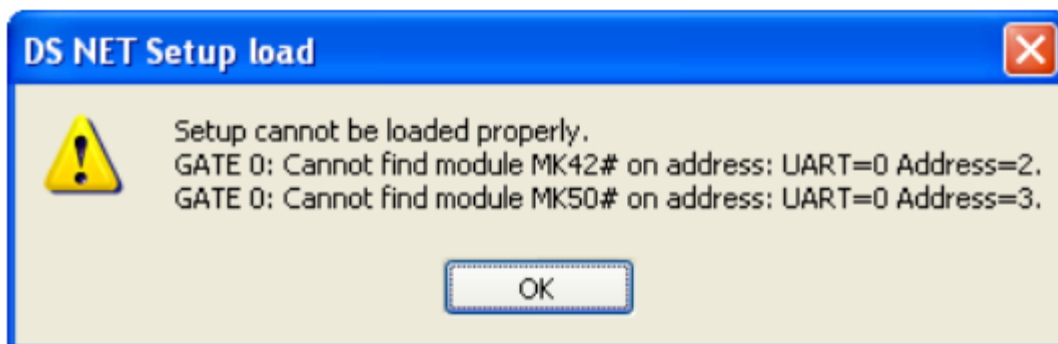 DS NET Setup load
Setup cannot be loaded properly.
GATE 0: Cannot find module MK42# on address: UART=0 Address=2.
GATE 0: Cannot find module MK50# on address: UART=0 Address=3.
OK